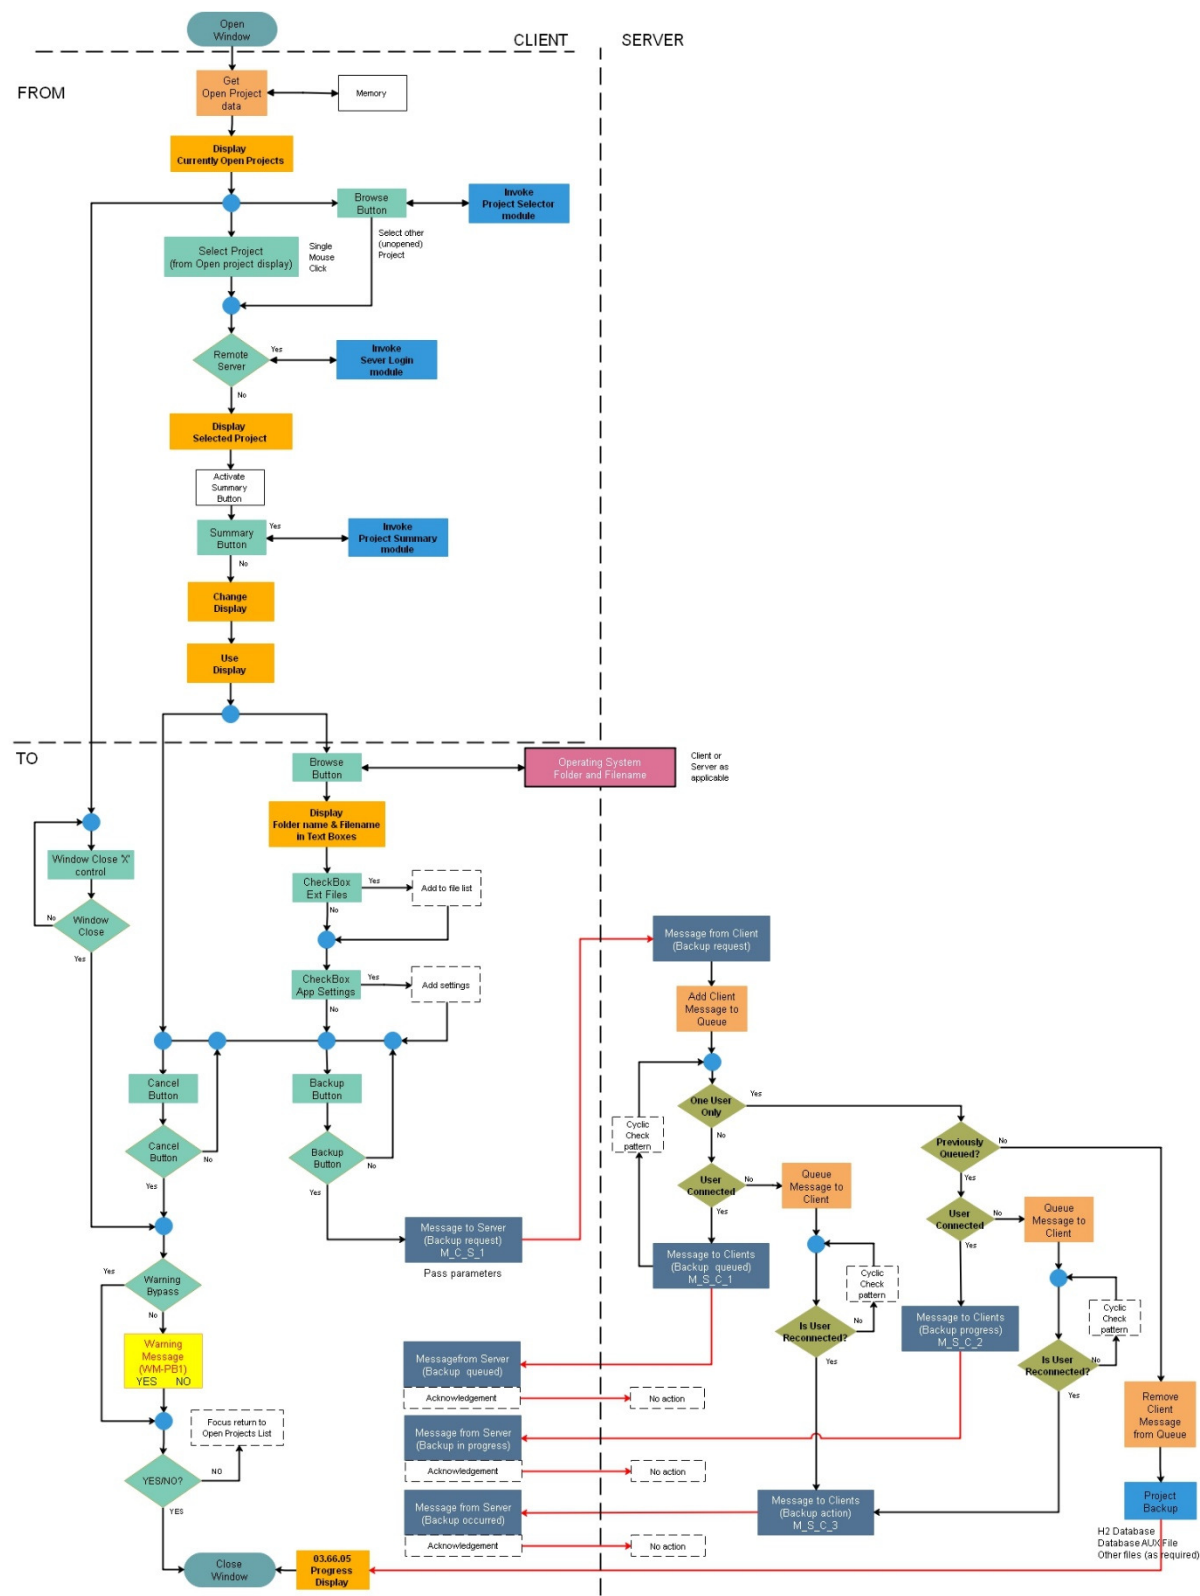 Open
Window
CLIENT
SERVER
FROM
Get
Open Project
data
Memory
Display
Currently Open Projects
Browse
Button
Invoke
Project Selector
module
Select Project
(from Open project display)
Single
Mouse
Click
Select other
(unopened)
Project
Remote
Server
Yes
Invoke
Sever Login
module
No
Display
Selected Project
Activate
Summary
Button
Summary
Button
Yes
Invoke
Project Summary
module
No
Change
Display
Use
Display
TO
Browse
Button
Operating System
Folder and Filename
Client or
Server as
applicable
Display
Folder name & Filename
in Text Boxes
Window Close 'X'
control
CheckBox
Ext Files
Yes
Add to file list
No
No
Window
Close
Yes
Message from Client
(Backup request)
CheckBox
App Settings
Yes
Add settings
No
Add Client
Message to
Queue
Cancel
Button
Backup
Button
One User
Only
Yes
No
Cyclic
Check
pattern
Cancel
Button
No
Yes
Backup
Button
No
Yes
Previously
Queued?
No
Yes
User
Connected
No
Yes
Queue
Message to
Client
User
Connected
No
Yes
Queue
Message to
Client
Message to Server
(Backup request)
M_C_S_1
Pass parameters
Message to Clients
(Backup queued)
M_S_C_1
Cyclic
Check
pattern
Yes
Warning
Bypass
No
Is User
Reconnected?
No
Yes
Message to Clients
(Backup progress)
M_S_C_2
Cyclic
Check
pattern
Warning
Message
(WM-PB1)
YES NO
Messagefrom Server
(Backup queued)
Acknowledgement
No action
Is User
Reconnected?
No
Yes
Focus return to
Open Projects List
Message from Server
(Backup in progress)
Acknowledgement
No action
Remove
Client
Message
from Queue
YES/NO?
NO
YES
Message from Server
(Backup occurred)
Acknowledgement
No action
Message to Clients
(Backup action)
M_S_C_3
Project
Backup
H2 Database
Database AUX File
Other files (as required)
Close
Window
03.66.05
Progress
Display